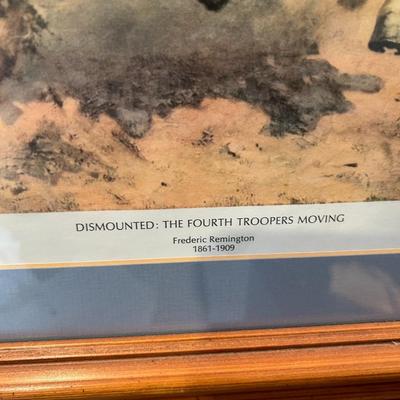 DISMOUNTED: THE FOURTH TROOPERS MOVING
Frederic Remington
1861-1909